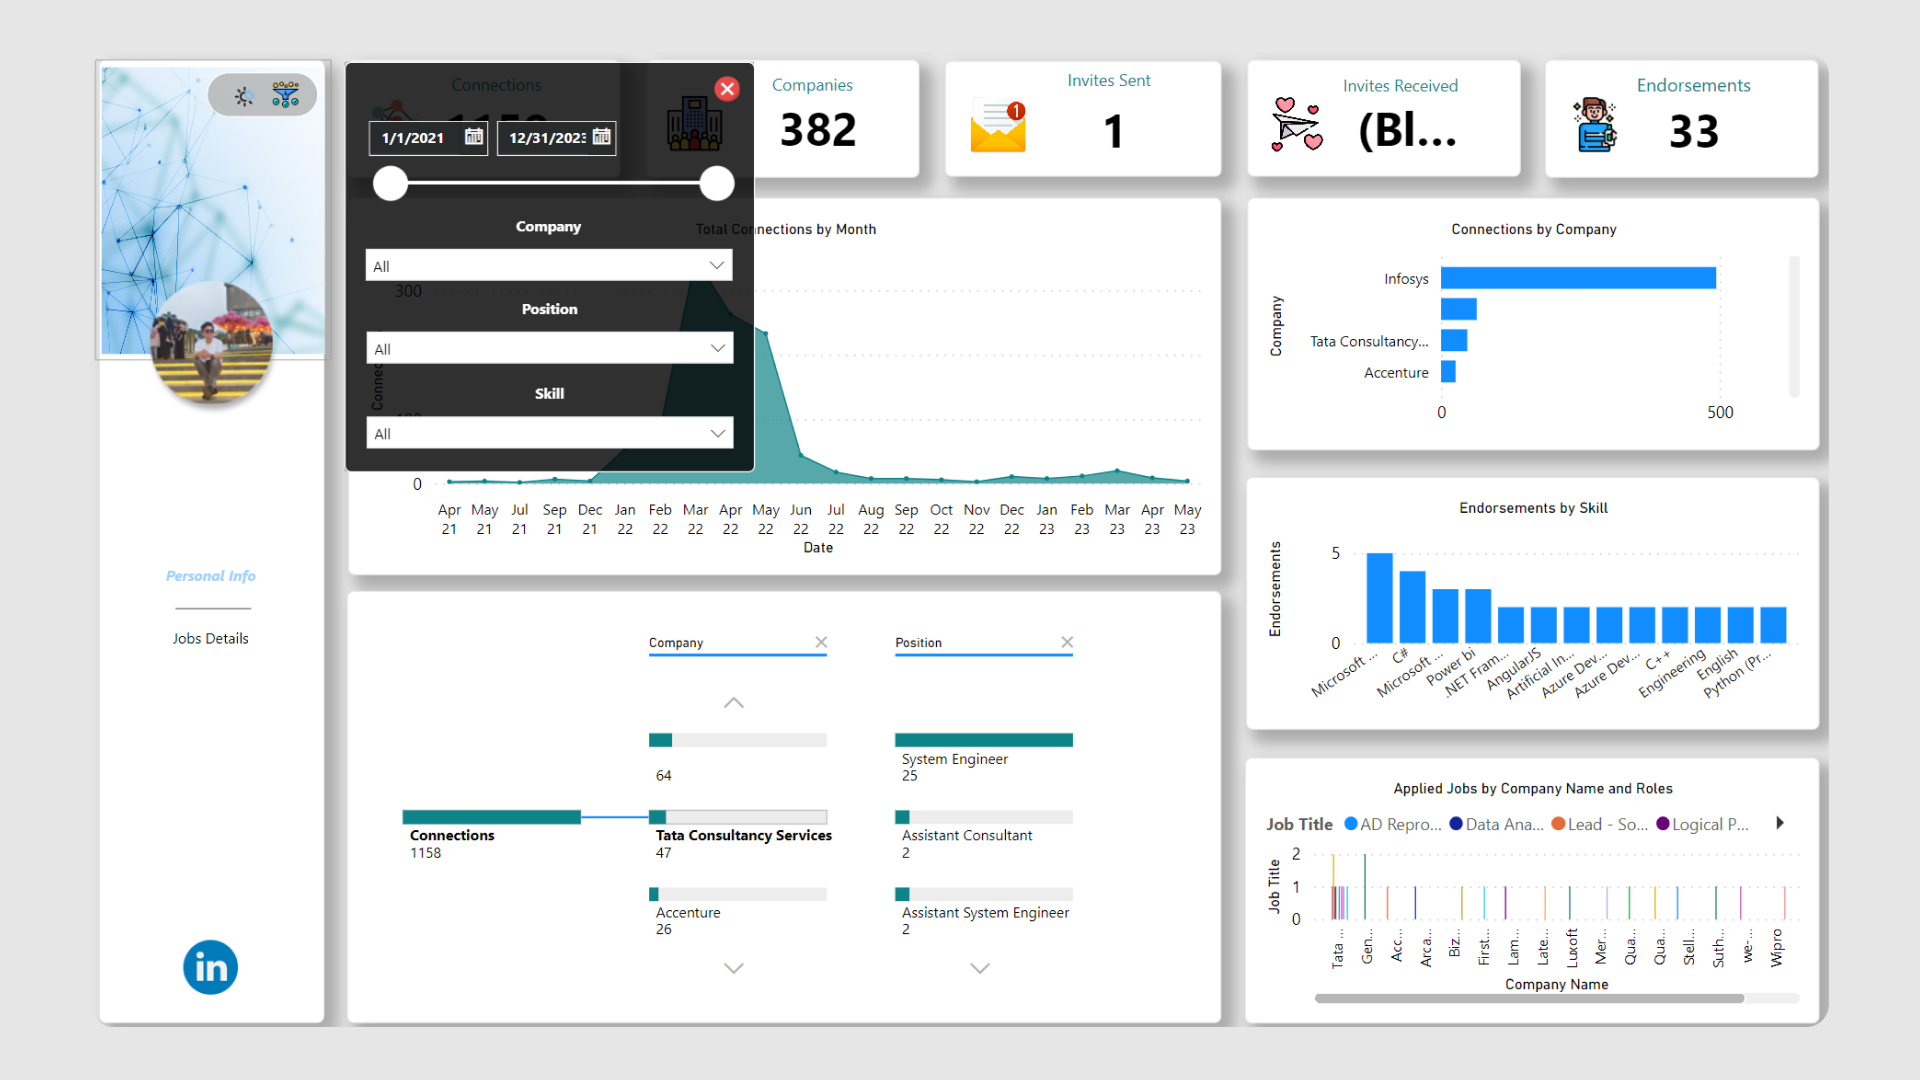 Connections
1158
1/1/2021
12/31/2023
Company
All
Position
All
Skill
All
Companies
382
Invites Sent
1
1
Invites Received
(Bl...
Endorsements
33
Personal Info
Jobs Details
in
Total Connections by Month
300
0
Apr 21
May 21
Jul 21
Sep 21
Dec 21
Jan 22
Feb 22
Mar 22
Apr 22
May 22
Jun 22
Jul 22
Aug 22
Sep 22
Oct 22
Nov 22
Dec 22
Jan 23
Feb 23
Mar 23
Apr 23
May 23
Date
Connections by Company
Company
Infosys
Tata Consultancy...
Accenture
0
500
Endorsements by Skill
Endorsements
5
0
Microsoft ...
C#
Microsoft ...
Power bi
.NET Fram...
AngularJS
Artificial In...
Azure Dev...
Azure Dev...
C++
Engineering
English
Python (Pr...
Company
Position
64
Connections
1158
Tata Consultancy Services
47
Accenture
26
System Engineer
25
Assistant Consultant
2
Assistant System Engineer
2
Applied Jobs by Company Name and Roles
Job Title
AD Repro...
Data Ana...
Lead - So...
Logical P...
Job Title
2
1
0
Tata ...
Gen...
Acc...
Arca...
Biz...
First...
Lam...
Late...
Luxoft
Mer...
Qua...
Qua...
Stell...
Suth...
we-...
Wipro
Company Name